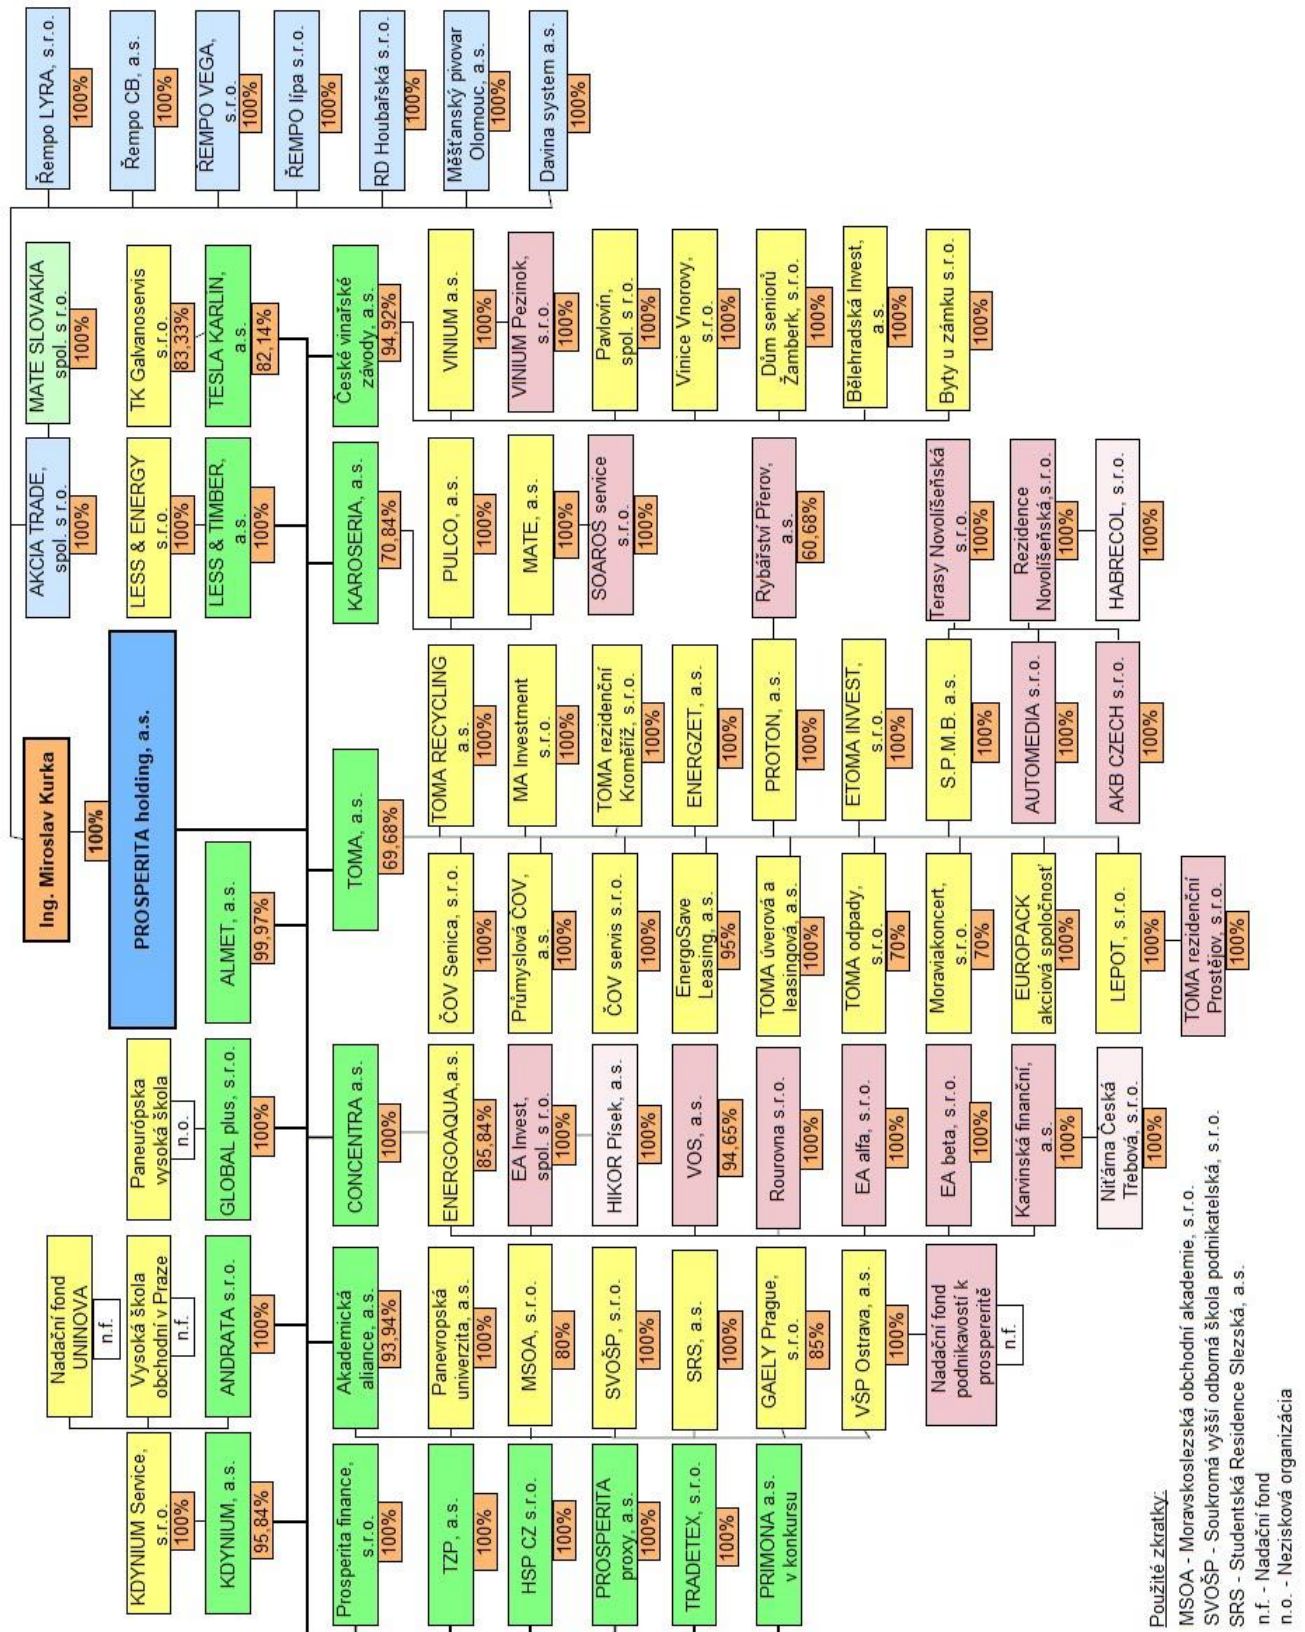 Ing. Miroslav Kurka
100%
PROSPERITA holding, a.s.
Nadační fond
UNINOVA
n.f.
AKCIA TRADE,
spol. s r.o.
100%
MATE SLOVAKIA
spol. s r.o.
100%
Řempo LYRA, s.r.o.
100%
Řempo CB, a.s.
100%
ŘEMPO VEGA,
s.r.o.
100%
ŘEMPO lípa s.r.o.
100%
RD Houbařská s.r.o.
100%
Měšťanský pivovar
Olomouc, a.s.
100%
Davina system a.s.
100%
KDYNIUM Service,
s.r.o.
100%
Vysoká škola
obchodní v Praze
n.f.
Paneurópska
vysoká škola
n.o.
LESS & ENERGY
s.r.o.
100%
TK Galvanoservis
s.r.o.
83,33%
KDYNIUM, a.s.
95,84%
ANDRATA s.r.o.
100%
GLOBAL plus, s.r.o.
100%
ALMET, a.s.
99,97%
LESS & TIMBER,
a.s.
100%
TESLA KARLÍN,
a.s.
82,14%
Prosperita finance,
s.r.o.
100%
TZP, a.s.
100%
HSP CZ s.r.o.
100%
PROSPERITA
proxy, a.s.
100%
TRADETEX, s.r.o.
100%
PRIMONA a.s.
v konkursu
Akademická
aliance, a.s.
93,94%
Panevropská
univerzita, a.s.
100%
MSOA, s.r.o.
80%
SVOŠP, s.r.o.
100%
SRS, a.s.
100%
GAELY Prague,
s.r.o.
85%
VŠP Ostrava, a.s.
100%
Nadační fond
podnikavostí k
prospereritě
n.f.
CONCENTRA a.s.
100%
ENERGOAQUA,a.s.
85,84%
EA Invest,
spol. s r.o.
100%
HIKOR Písek, a.s.
100%
VOS, a.s.
94,65%
Rourovna s.r.o.
100%
EA alfa, s.r.o.
100%
EA beta, s.r.o.
100%
Karvinská finanční,
a.s.
100%
Nitárna Česká
Třebová, s.r.o.
100%
TOMA, a.s.
69,68%
ČOV Senica, s.r.o.
100%
Průmyslová ČOV,
a.s.
100%
ČOV servis s.r.o.
100%
EnergoSave
Leasing, a.s.
95%
TOMA úverová a
leasingová, a.s.
100%
TOMA odpady,
s.r.o.
70%
Moraviakoncert,
s.r.o.
70%
EUROPACK
akciová spoločnosť
100%
LEPOT, s.r.o.
100%
TOMA rezidenční
Prostějov, s.r.o.
100%
TOMA RECYCLING
a.s.
100%
MA Investment
s.r.o.
100%
TOMA rezidenční
Kroměříž, s.r.o.
100%
ENERGZET, a.s.
100%
PROTON, a.s.
100%
ETOMA INVEST,
s.r.o.
100%
S.P.M.B. a.s.
100%
AUTOMEDIA s.r.o.
100%
AKB CZECH s.r.o.
100%
KAROSERIA, a.s.
70,84%
PULCO, a.s.
100%
MATE, a.s.
100%
SOAROS service
s.r.o.
100%
Rybářství Přerov,
a.s.
60,68%
Terasy Novolíšeňská
s.r.o.
100%
Rezidence
Novolíšeňská,s.r.o.
100%
HABRECOL, s.r.o.
100%
České vinařské
závody, a.s.
94,92%
VINIUM a.s.
100%
VINIUM Pezinok,
s.r.o.
100%
Pavlovín,
spol. s r.o.
100%
Vinice Vnorovy,
s.r.o.
100%
Dům seniorů
Žamberk, s.r.o.
100%
Bělehradská Invest,
a.s.
100%
Byty u zámku s.r.o.
100%
Použité zkratky:
MSOA - Moravskoslezská obchodní akademie, s.r.o.
SVOŠP - Soukromá vyšší odborná škola podnikatelská, s.r.o.
SRS - Studentská Residence Slezská, a.s.
n.f. - Nadační fond
n.o. - Nezisková organizácia